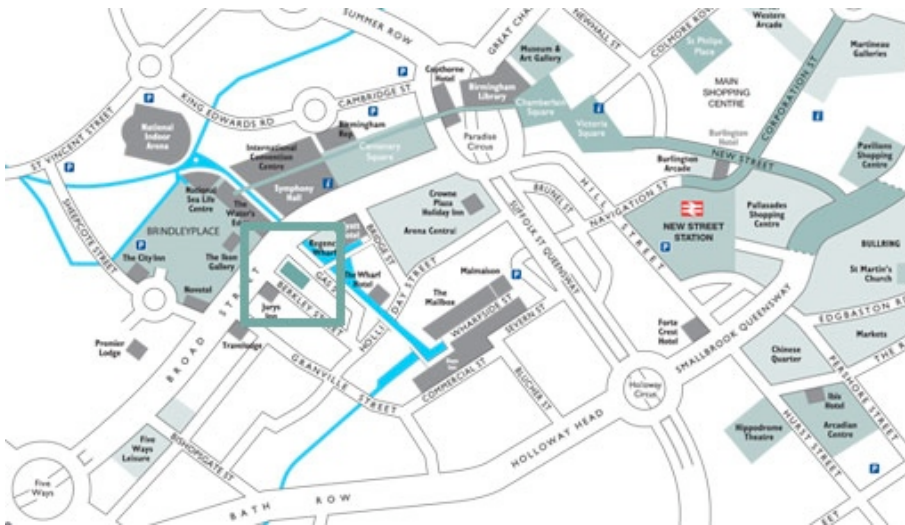 SUMMER ROW
GREAT CHA
NEWHALL ST
COLMORE ROW
Western
Arcade
Martineau
Galleries
Museum &
Art Gallery
St Philips
Place
Copthorne
Hotel
Birmingham
Library
Chamberlain
Square
Victoria
Square
i
MAIN
SHOPPING
CENTRE
CORPORATION ST
i
P
P
CAMBRIDGE ST
KING EDWARDS RD
ST VINCENT STREET
P
National
Indoor
Arena
Birmingham
Rep
International
Convention
Centre
Centenary
Square
Paradise
Circus
Burlington
Hotel
NEW STREET
Burlington
Arcade
Pavilions
Shopping
Centre
SHEEPCOTE STREET
National
Sea Life
Centre
Symphony
Hall
i
The
Water's
Crowne
Plaza
Holiday Inn
BRUNEL ST
HILL
STREET
NAVIGATION ST
SUFFOLK ST QUEENSWAY
NEW STREET
STATION
P
Pallasades
Shopping
Centre
BULLRING
St Martin's
Church
BRINDLEYPLACE
P
The City Inn
The Ikon
Gallery
Novotel
Regency
Wharf
BRIDGE ST
Arena Central
GAS S
BERKLEY STREET
Jurys
Inn
The Wharf
Hotel
HOLLIDAY STREET
Malmaison
P
The
Mailbox
WHARFSIDE ST
SEVERN ST
P
EDGBASTON R
Markets
THE R
Forte
Crest
Hotel
SMALLBROOK QUEENSWAY
Chinese
Quarter
PERSHORE STREET
Premier
Lodge
BROAD STREET
Travelodge
GRANVILLE STREET
COMMERCIAL ST
BLUCHER ST
Holloway
Circus
Ibis
Hotel
Arcadian
Centre
HURST STREET
Hippodrome
Theatre
P
Five
Ways
Leisure
BISHOPSGATE ST
HOLLOWAY HEAD
Five
Ways
BATH ROW